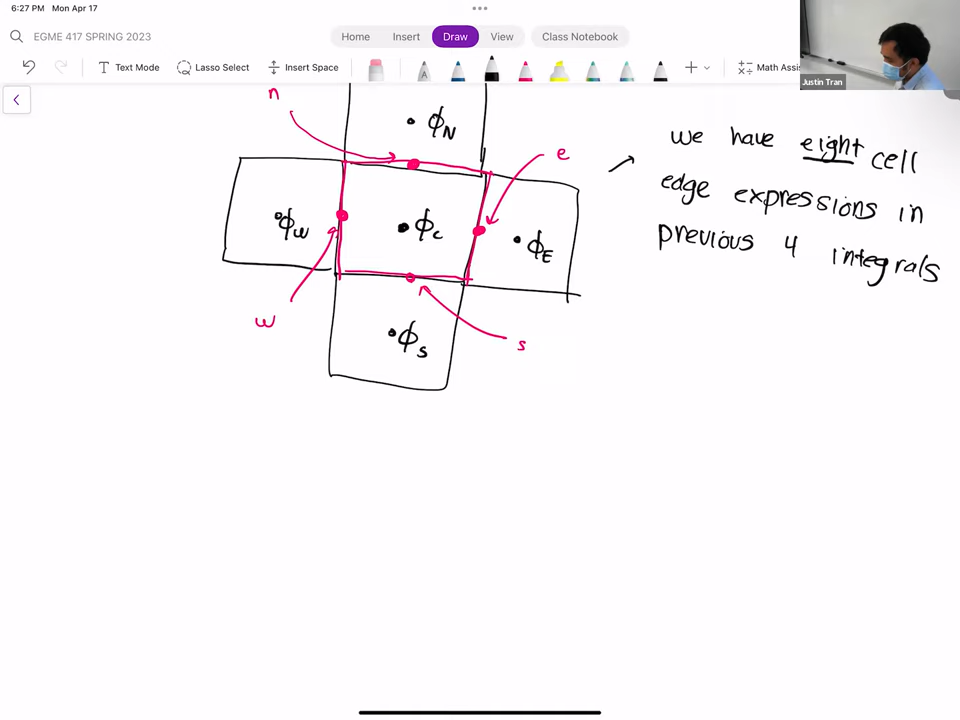 6:27 PM Mon Apr 17
EGME 417 SPRING 2023
Home Insert Draw View Class Notebook
Text Mode Lasso Select Insert Space Math Assis
Justin Tran
n
ϕN
e
ϕW
ϕC
ϕE
w
s
ϕS
we have eight cell
edge expressions in
previous 4 integrals